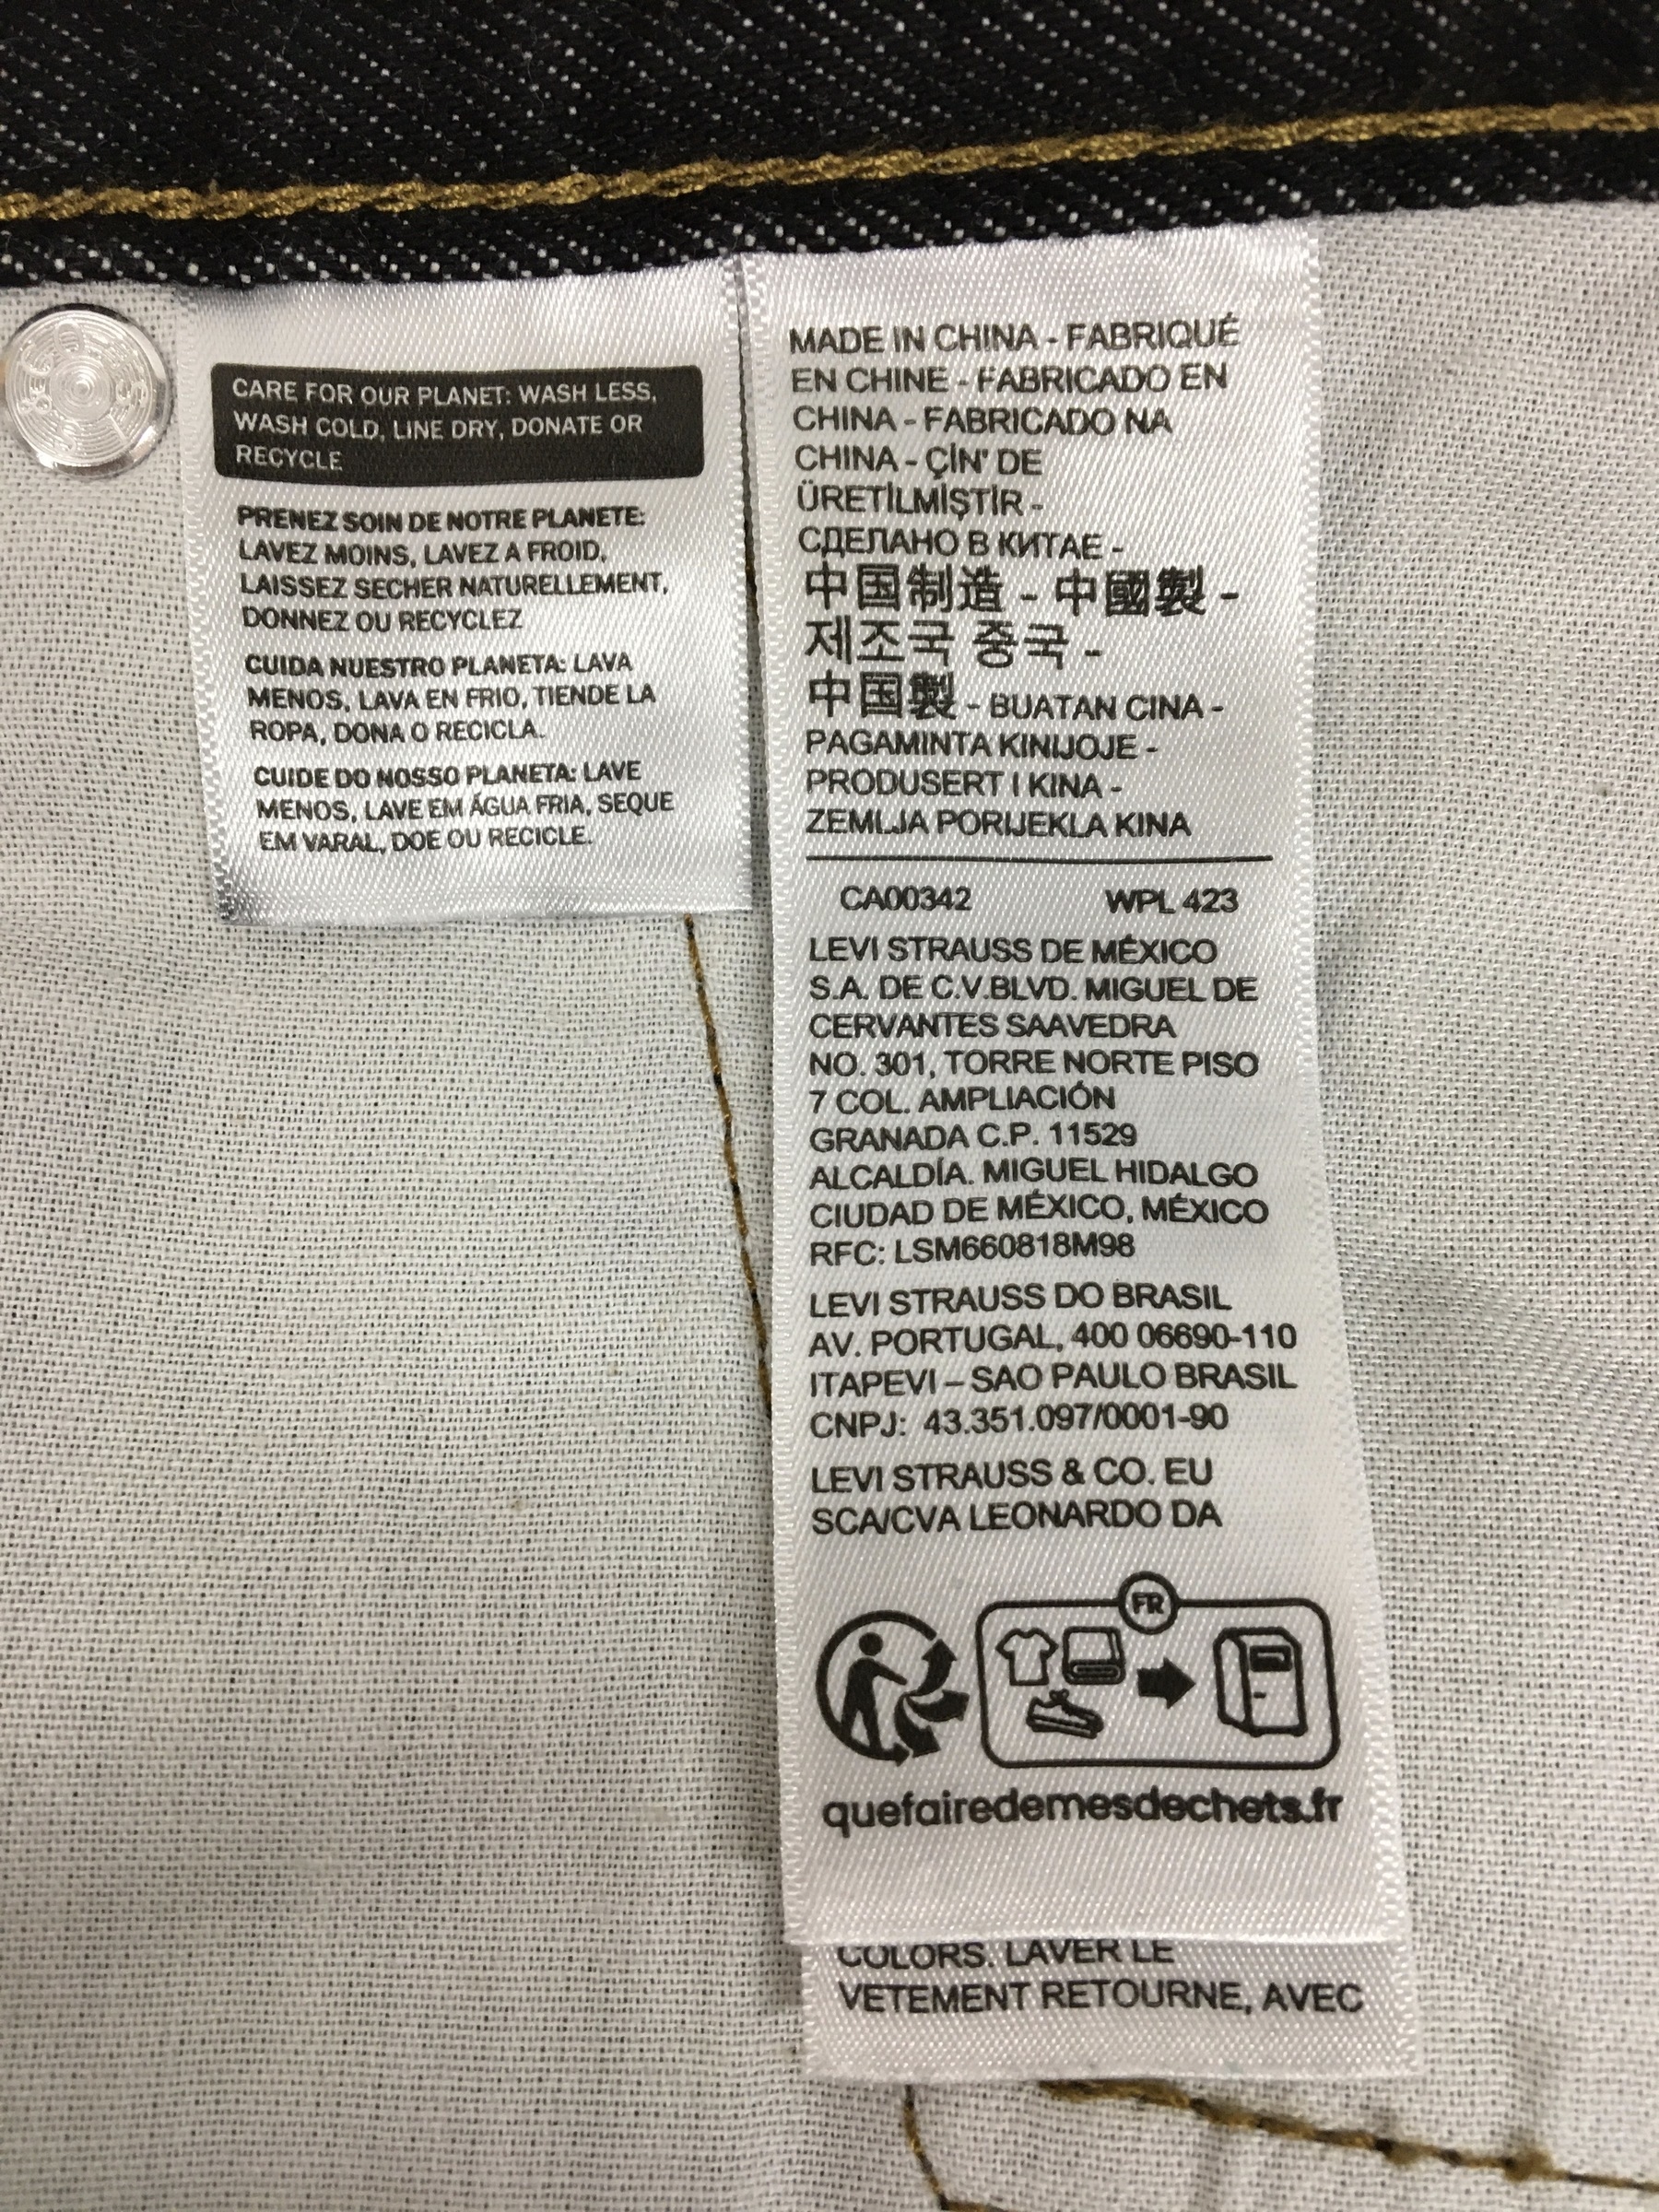 CARE FOR OUR PLANET: WASH LESS,
WASH COLD, LINE DRY, DONATE OR
RECYCLE
PRENEZ SOIN DE NOTRE PLANETE:
LAVEZ MOINS, LAVEZ A FROID,
LAISSEZ SECHER NATURELLEMENT,
DONNEZ OU RECYCLEZ
CUIDA NUESTRO PLANETA: LAVA
MENOS, LAVA EN FRIO, TIENDE LA
ROPA, DONA O RECICLA.
CUIDE DO NOSSO PLANETA: LAVE
MENOS, LAVE EM ÁGUA FRIA, SEQUE
EM VARAL, DOE OU RECICLE.
MADE IN CHINA - FABRIQUÉ
EN CHINE - FABRICADO EN
CHINA - FABRICADO NA
CHINA - ÇİN' DE
ÜRETİLMİŞTİR -
СДЕЛАНО В КИТАЕ -
中国制造 - 中國製 -
제조국 중국 -
中国製 - BUATAN CINA -
PAGAMINTA KINIJOJE -
PRODUSERT I KINA -
ZEMLJA PORIJEKLA KINA
CA00342 WPL 423
LEVI STRAUSS DE MÉXICO
S.A. DE C.V.BLVD. MIGUEL DE
CERVANTES SAAVEDRA
NO. 301, TORRE NORTE PISO
7 COL. AMPLIACIÓN
GRANADA C.P. 11529
ALCALDÍA. MIGUEL HIDALGO
CIUDAD DE MÉXICO, MÉXICO
RFC: LSM660818M98
LEVI STRAUSS DO BRASIL
AV. PORTUGAL, 400 06690-110
ITAPEVI – SAO PAULO BRASIL
CNPJ: 43.351.097/0001-90
LEVI STRAUSS & CO. EU
SCA/CVA LEONARDO DA
FR
quefairedemesdechets.fr
COLORS. LAVER LE
VETEMENT RETOURNE, AVEC